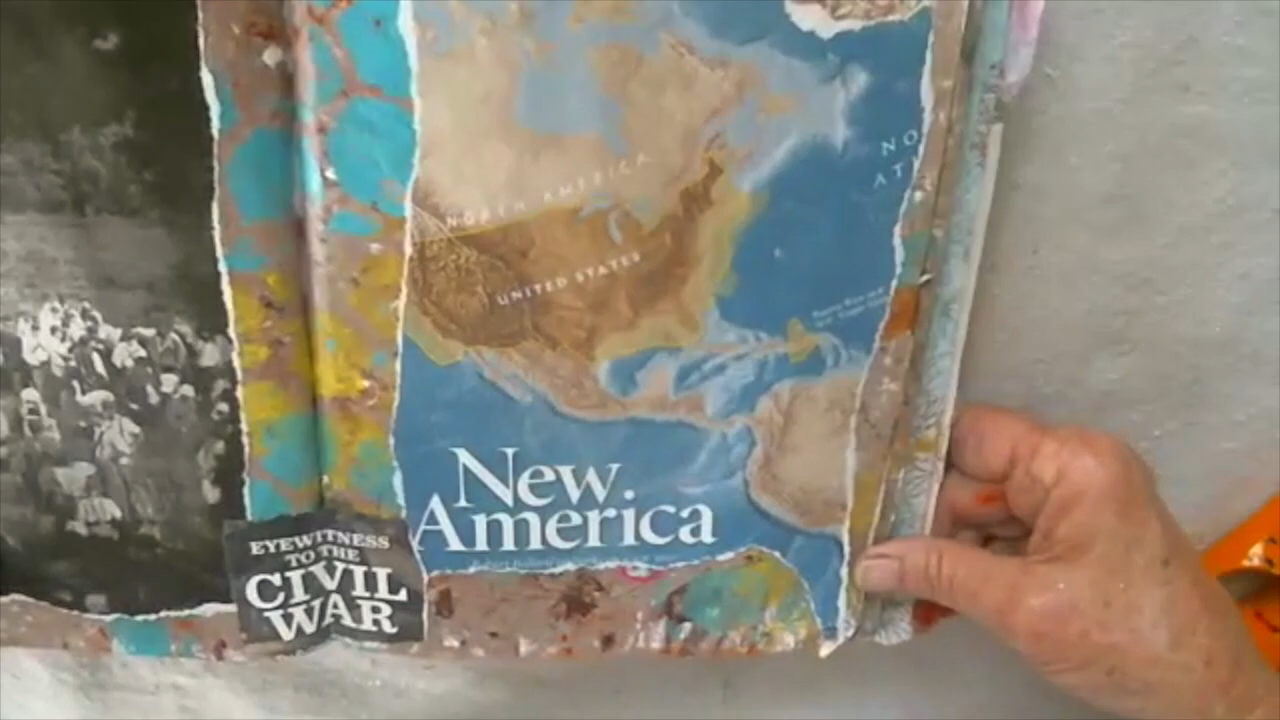 NO
AT
NORTH AMERICA
UNITED STATES
New
America
EYEWITNESS
TO THE
CIVIL
WAR